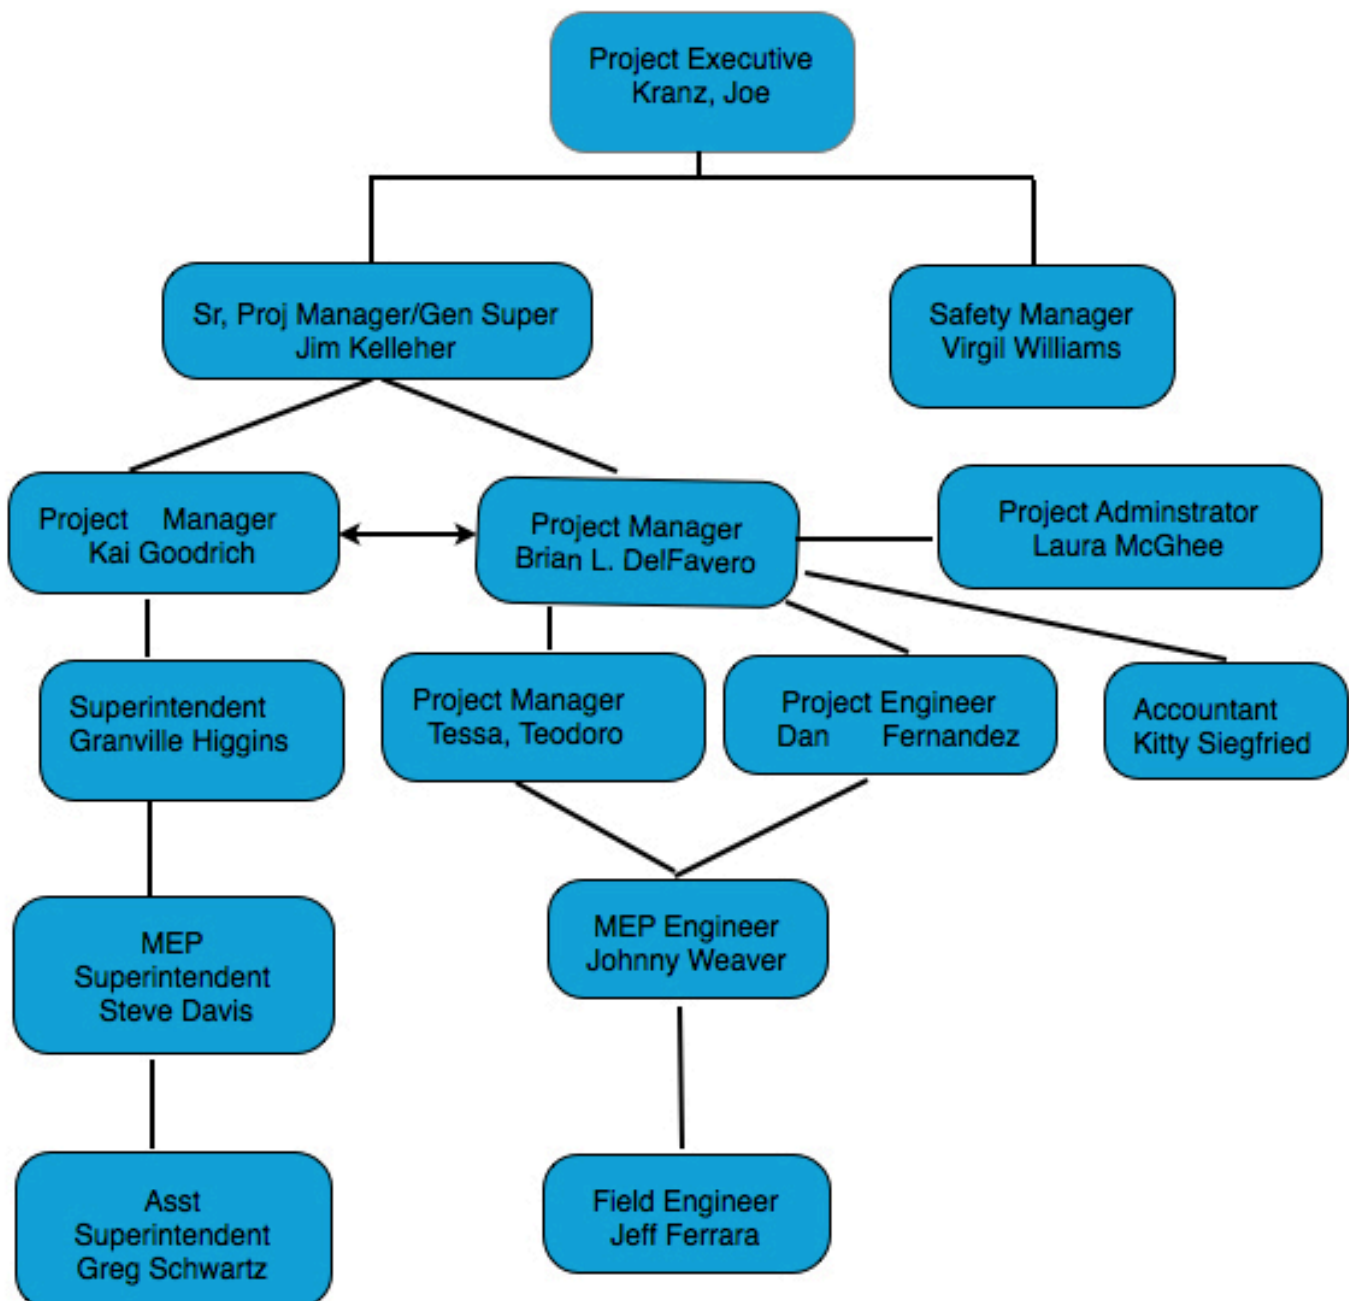 Project Executive
Kranz, Joe
Sr, Proj Manager/Gen Super
Jim Kelleher
Safety Manager
Virgil Williams
Project Manager
Kai Goodrich
Project Manager
Brian L. DelFavero
Project Adminstrator
Laura McGhee
Superintendent
Granville Higgins
Project Manager
Tessa, Teodoro
Project Engineer
Dan Fernandez
Accountant
Kitty Siegfried
MEP
Superintendent
Steve Davis
MEP Engineer
Johnny Weaver
Asst
Superintendent
Greg Schwartz
Field Engineer
Jeff Ferrara